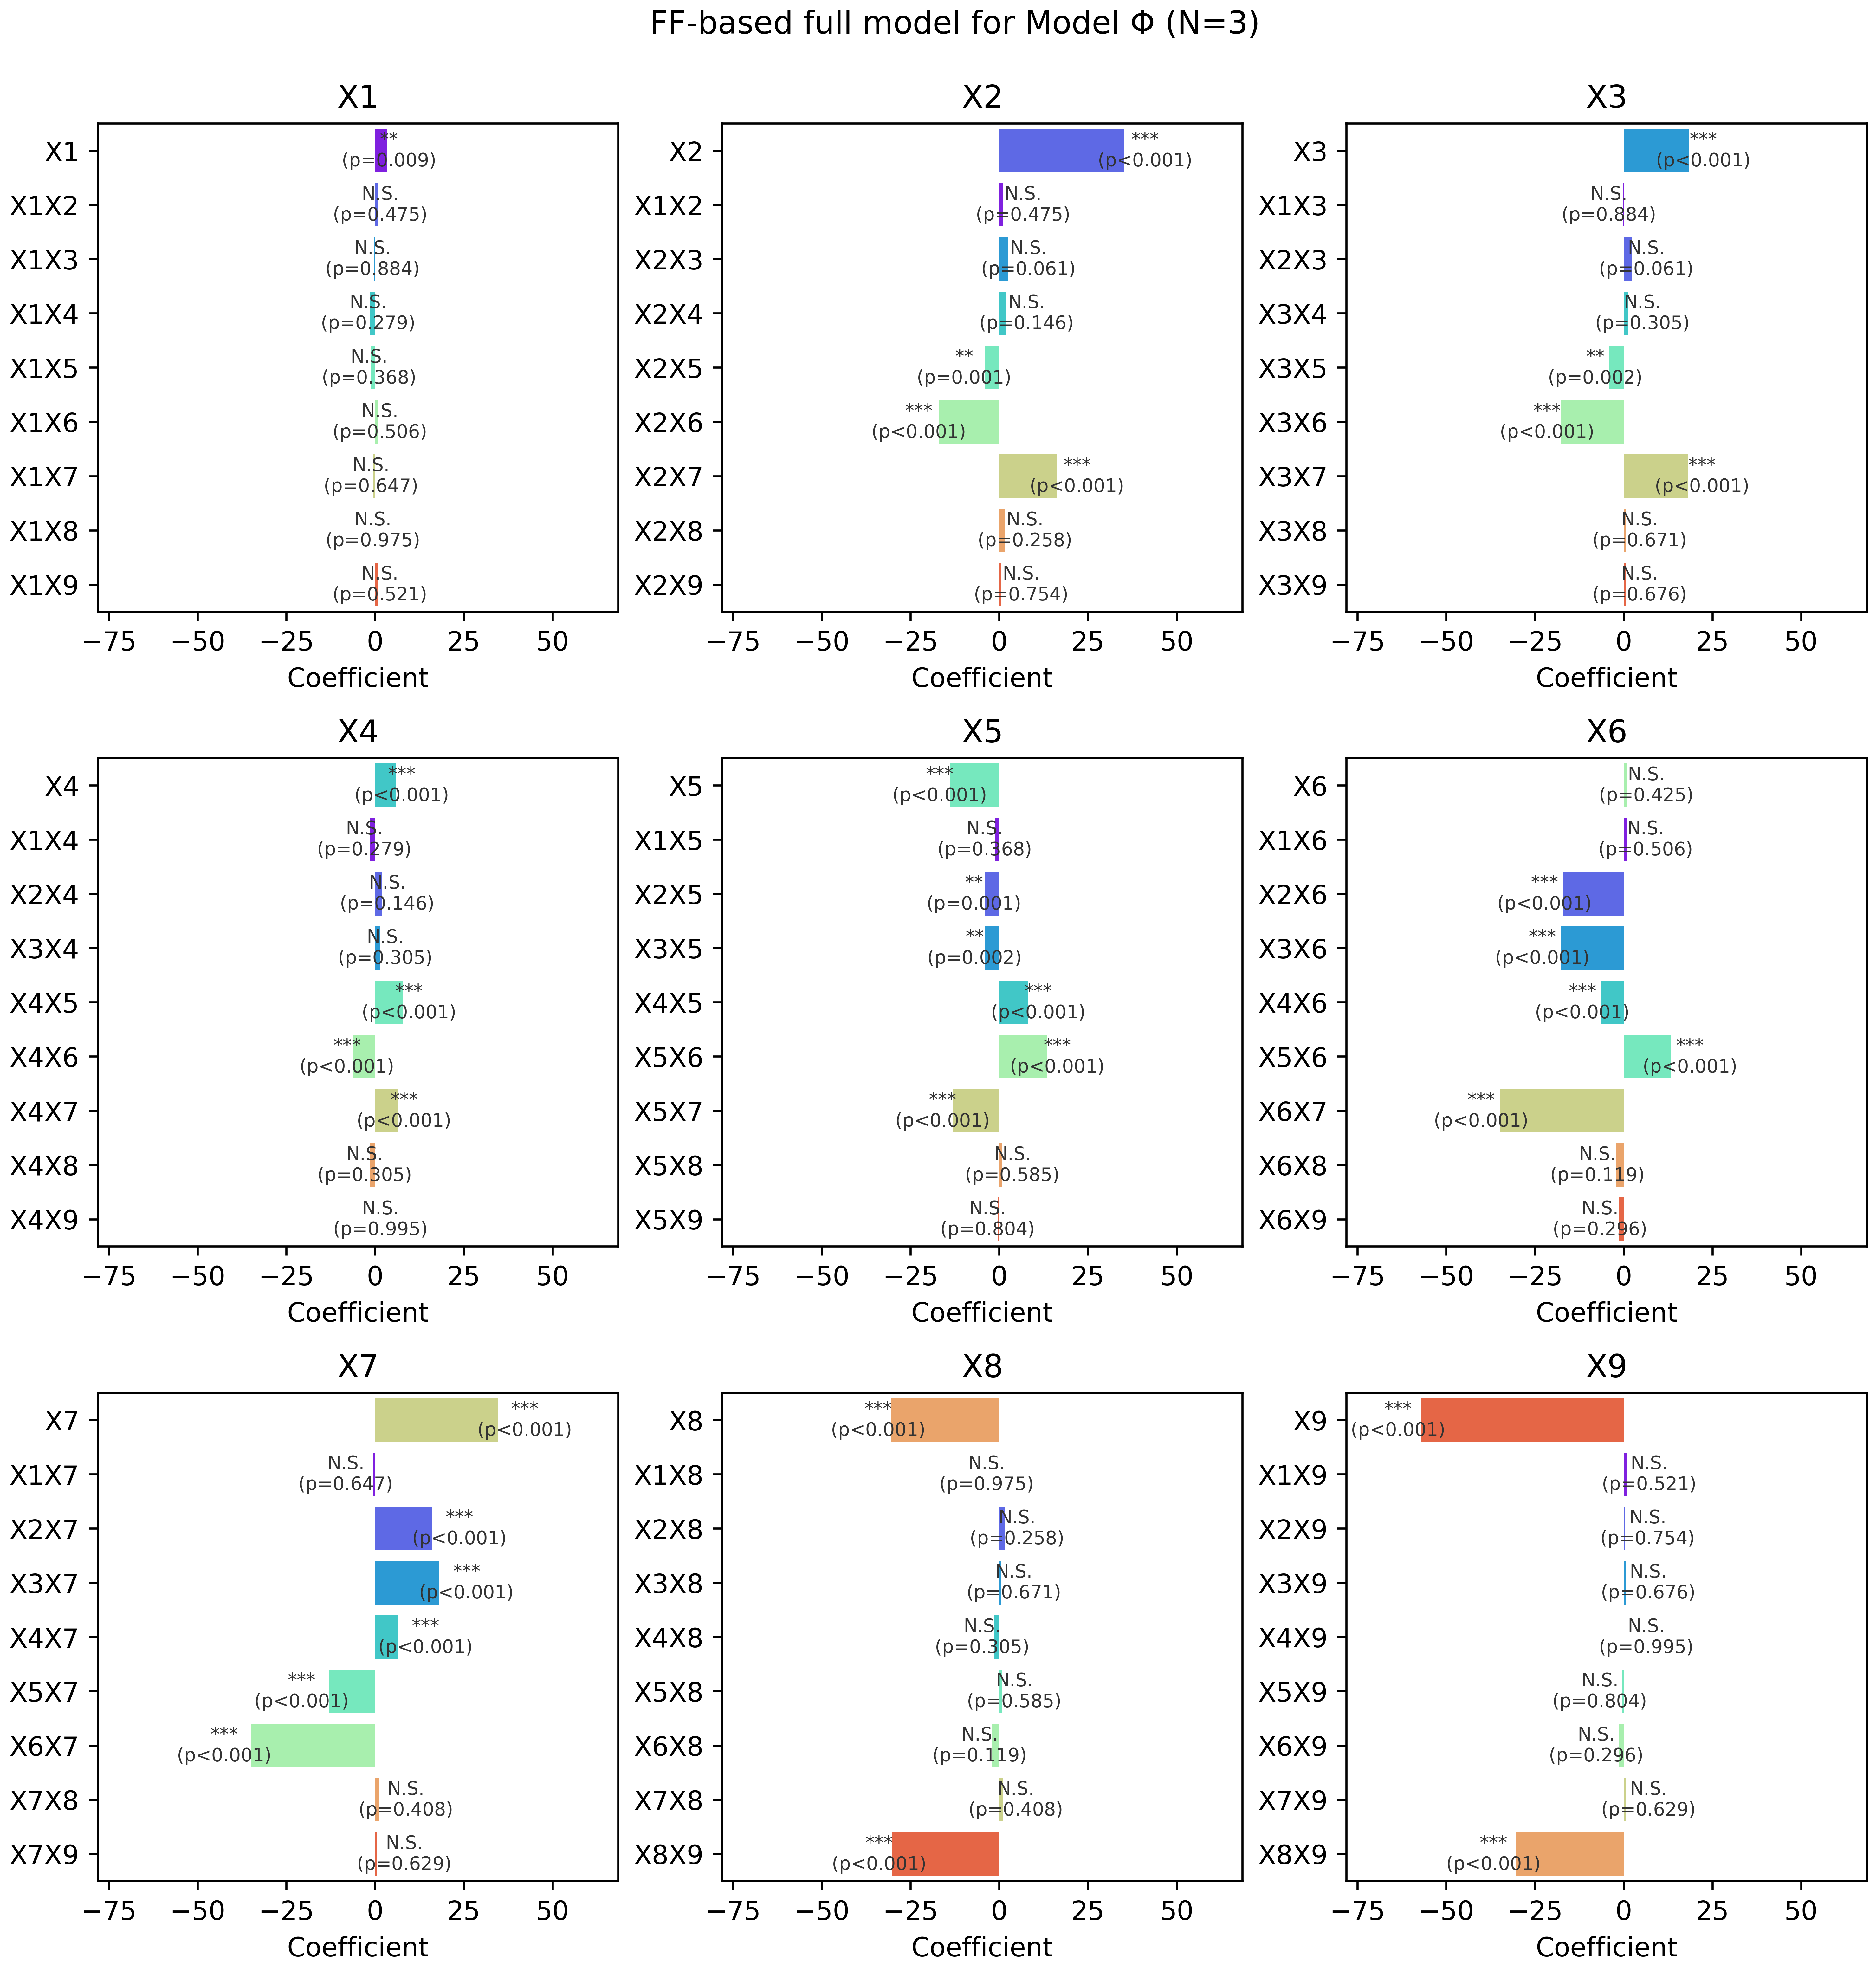 FF-based full model for Model Φ (N=3)
X1
X1
**
(p=0.009)
X1X2
N.S.
(p=0.475)
X1X3
N.S.
(p=0.884)
X1X4
N.S.
(p=0.279)
X1X5
N.S.
(p=0.368)
X1X6
N.S.
(p=0.506)
X1X7
N.S.
(p=0.647)
X1X8
N.S.
(p=0.975)
X1X9
N.S.
(p=0.521)
−75 −50 −25 0 25 50
Coefficient
X2
X2
***
(p<0.001)
X1X2
N.S.
(p=0.475)
X2X3
N.S.
(p=0.061)
X2X4
N.S.
(p=0.146)
X2X5
**
(p=0.001)
X2X6
***
(p<0.001)
X2X7
***
(p<0.001)
X2X8
N.S.
(p=0.258)
X2X9
N.S.
(p=0.754)
−75 −50 −25 0 25 50
Coefficient
X3
X3
***
(p<0.001)
X1X3
N.S.
(p=0.884)
X2X3
N.S.
(p=0.061)
X3X4
N.S.
(p=0.305)
X3X5
**
(p=0.002)
X3X6
***
(p<0.001)
X3X7
***
(p<0.001)
X3X8
N.S.
(p=0.671)
X3X9
N.S.
(p=0.676)
−75 −50 −25 0 25 50
Coefficient
X4
X4
***
(p<0.001)
X1X4
N.S.
(p=0.279)
X2X4
N.S.
(p=0.146)
X3X4
N.S.
(p=0.305)
X4X5
***
(p<0.001)
X4X6
***
(p<0.001)
X4X7
***
(p<0.001)
X4X8
N.S.
(p=0.305)
X4X9
N.S.
(p=0.995)
−75 −50 −25 0 25 50
Coefficient
X5
X5
***
(p<0.001)
X1X5
N.S.
(p=0.368)
X2X5
**
(p=0.001)
X3X5
**
(p=0.002)
X4X5
***
(p<0.001)
X5X6
***
(p<0.001)
X5X7
***
(p<0.001)
X5X8
N.S.
(p=0.585)
X5X9
N.S.
(p=0.804)
−75 −50 −25 0 25 50
Coefficient
X6
X6
N.S.
(p=0.425)
X1X6
N.S.
(p=0.506)
X2X6
***
(p<0.001)
X3X6
***
(p<0.001)
X4X6
***
(p<0.001)
X5X6
***
(p<0.001)
X6X7
***
(p<0.001)
X6X8
N.S.
(p=0.119)
X6X9
N.S.
(p=0.296)
−75 −50 −25 0 25 50
Coefficient
X7
X7
***
(p<0.001)
X1X7
N.S.
(p=0.647)
X2X7
***
(p<0.001)
X3X7
***
(p<0.001)
X4X7
***
(p<0.001)
X5X7
***
(p<0.001)
X6X7
***
(p<0.001)
X7X8
N.S.
(p=0.408)
X7X9
N.S.
(p=0.629)
−75 −50 −25 0 25 50
Coefficient
X8
X8
***
(p<0.001)
X1X8
N.S.
(p=0.975)
X2X8
N.S.
(p=0.258)
X3X8
N.S.
(p=0.671)
X4X8
N.S.
(p=0.305)
X5X8
N.S.
(p=0.585)
X6X8
N.S.
(p=0.119)
X7X8
N.S.
(p=0.408)
X8X9
***
(p<0.001)
−75 −50 −25 0 25 50
Coefficient
X9
X9
***
(p<0.001)
X1X9
N.S.
(p=0.521)
X2X9
N.S.
(p=0.754)
X3X9
N.S.
(p=0.676)
X4X9
N.S.
(p=0.995)
X5X9
N.S.
(p=0.804)
X6X9
N.S.
(p=0.296)
X7X9
N.S.
(p=0.629)
X8X9
***
(p<0.001)
−75 −50 −25 0 25 50
Coefficient